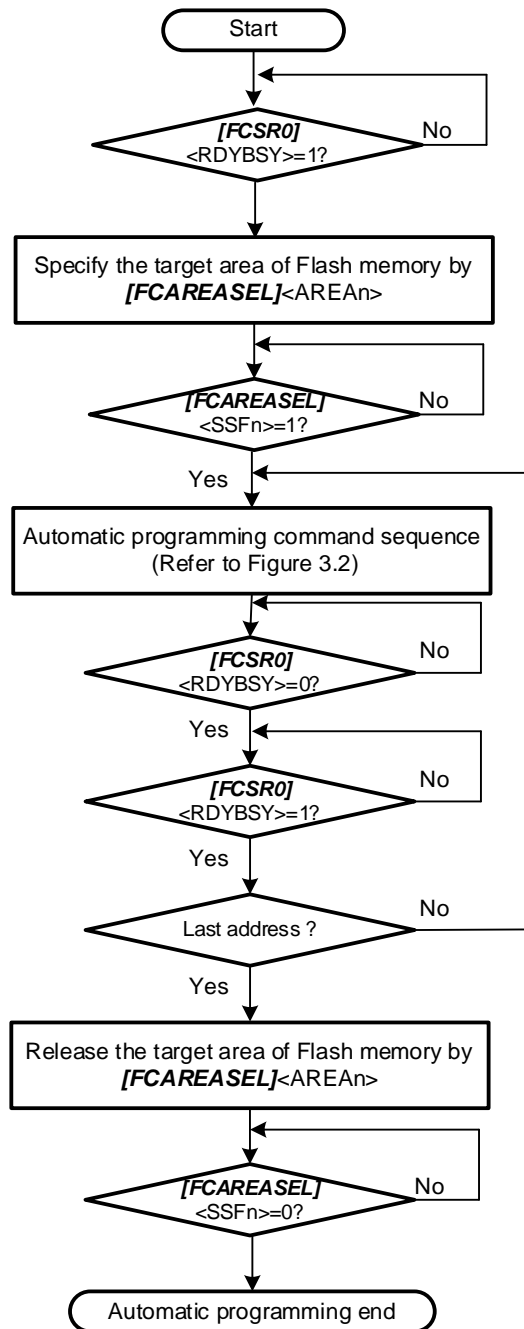 Start
[FCSR0]
<RDYBSY>=1?
No
Specify the target area of Flash memory by
[FCAREASEL]<AREAn>
[FCAREASEL]
<SSFn>=1?
No
Yes
Automatic programming command sequence
(Refer to Figure 3.2)
[FCSR0]
<RDYBSY>=0?
No
Yes
[FCSR0]
<RDYBSY>=1?
No
Yes
Last address ?
No
Yes
Release the target area of Flash memory by
[FCAREASEL]<AREAn>
[FCAREASEL]
<SSFn>=0?
No
Automatic programming end